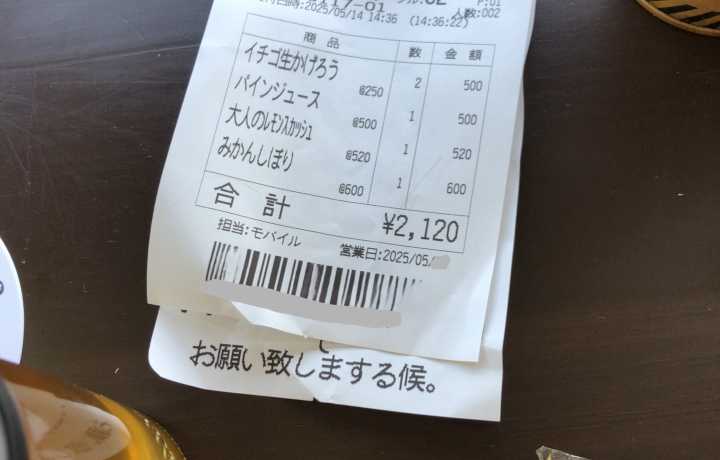 2025/05/14 14:36 (14:36:22) 人数:002
商品 数 金額
イチゴ生かげろう
@250 2 500
パインジュース
@500 1 500
大人のレモンスカッシュ
@520 1 520
みかんしぼり
@600 1 600
合計 ¥2,120
担当:モバイル 営業日:2025/05/
お願い致しまする候。